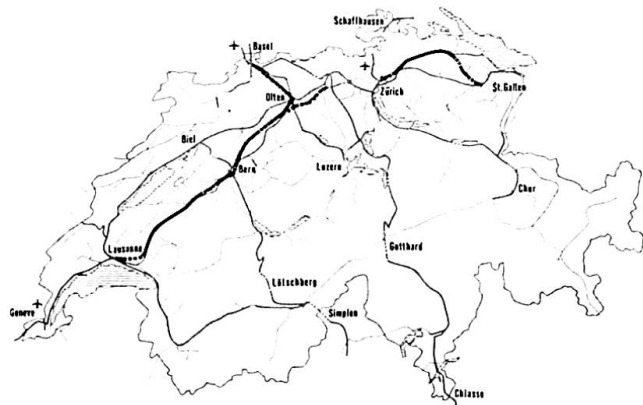 Schaffhausen
Basel
Olten
Zürich
St.Gallen
Biel
Bern
Luzern
Chur
Lausanne
Gotthard
Lötschberg
Simplon
Genève
Chiasso